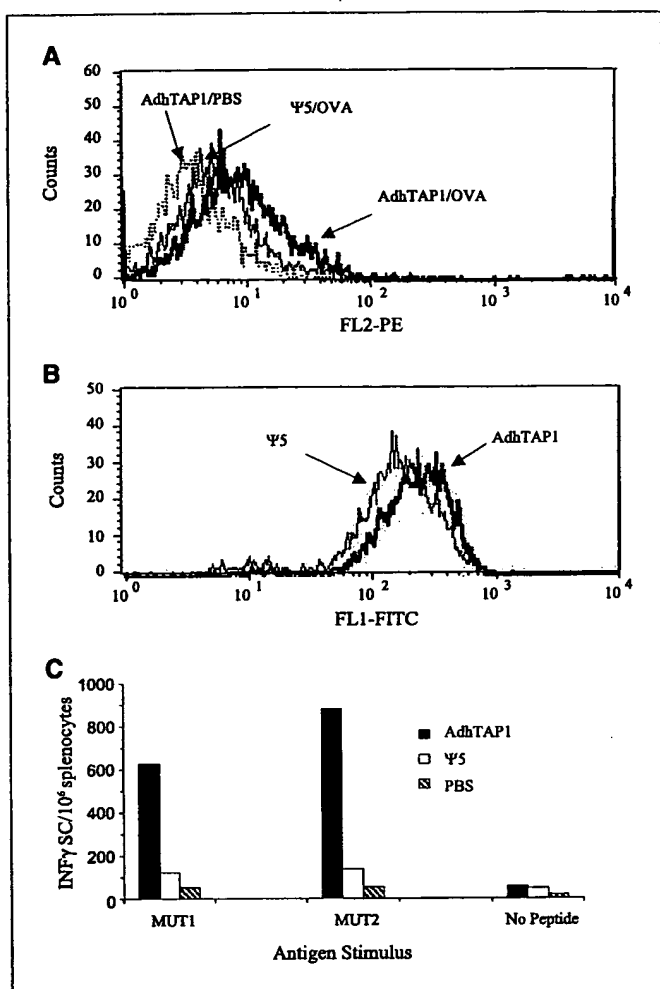 A
60
50
40
30
20
10
0
Counts
AdhTAP1/PBS
Ψ5/OVA
AdhTAP1/OVA
10⁰ 10¹ 10² 10³ 10⁴
FL2-PE
B
50
40
30
20
10
0
Counts
Ψ5
AdhTAP1
10⁰ 10¹ 10² 10³ 10⁴
FL1-FITC
C
1000
800
600
400
200
0
INFγ SC/10⁶ splenocytes
AdhTAP1
Ψ5
PBS
MUT1 MUT2 No Peptide
Antigen Stimulus